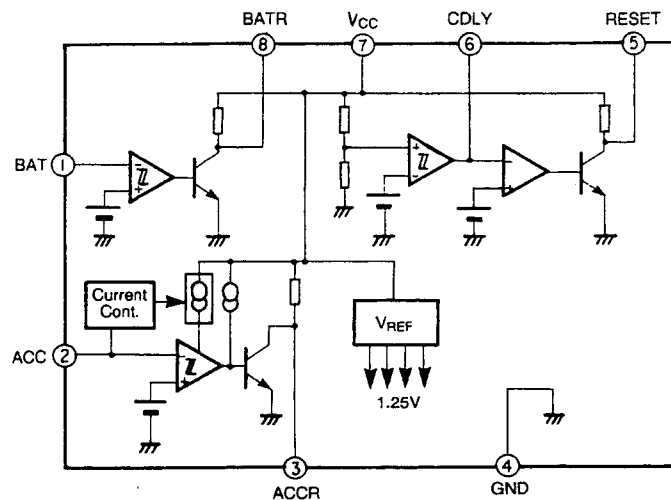 BATR
VCC
CDLY
RESET
8
7
6
5
BAT 1
Current
Cont.
ACC 2
VREF
1.25V
3
4
ACCR
GND